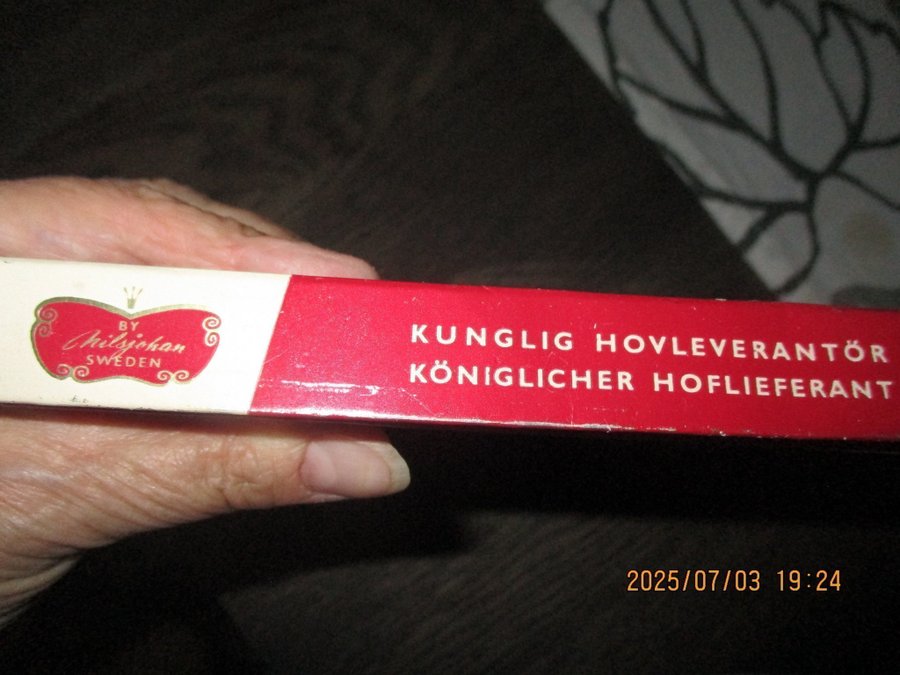 BY
Nilsjohan
SWEDEN
KUNGLIG HOVLEVERANTÖR
KÖNIGLICHER HOFLIEFERANT
2025/07/03 19:24